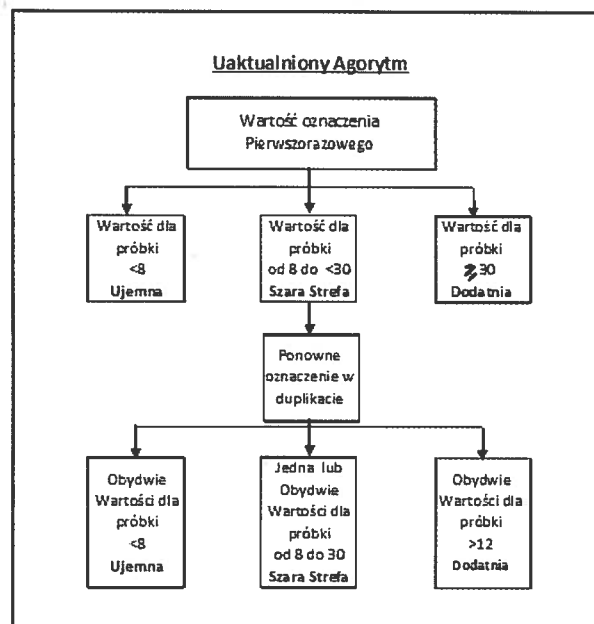 Uaktualniony Agorytm
Wartość oznaczenia
Pierwszorazowego
Wartość dla
próbki
<8
Ujemna
Wartość dla
próbki
od 8 do <30
Szara Strefa
Wartość dla
próbki
≥30
Dodatnia
Ponowne
oznaczenie w
duplikacie
Obydwie
Wartości dla
próbki
<8
Ujemna
Jedna lub
Obydwie
Wartości dla
próbki
od 8 do 30
Szara Strefa
Obydwie
Wartości dla
próbki
>12
Dodatnia